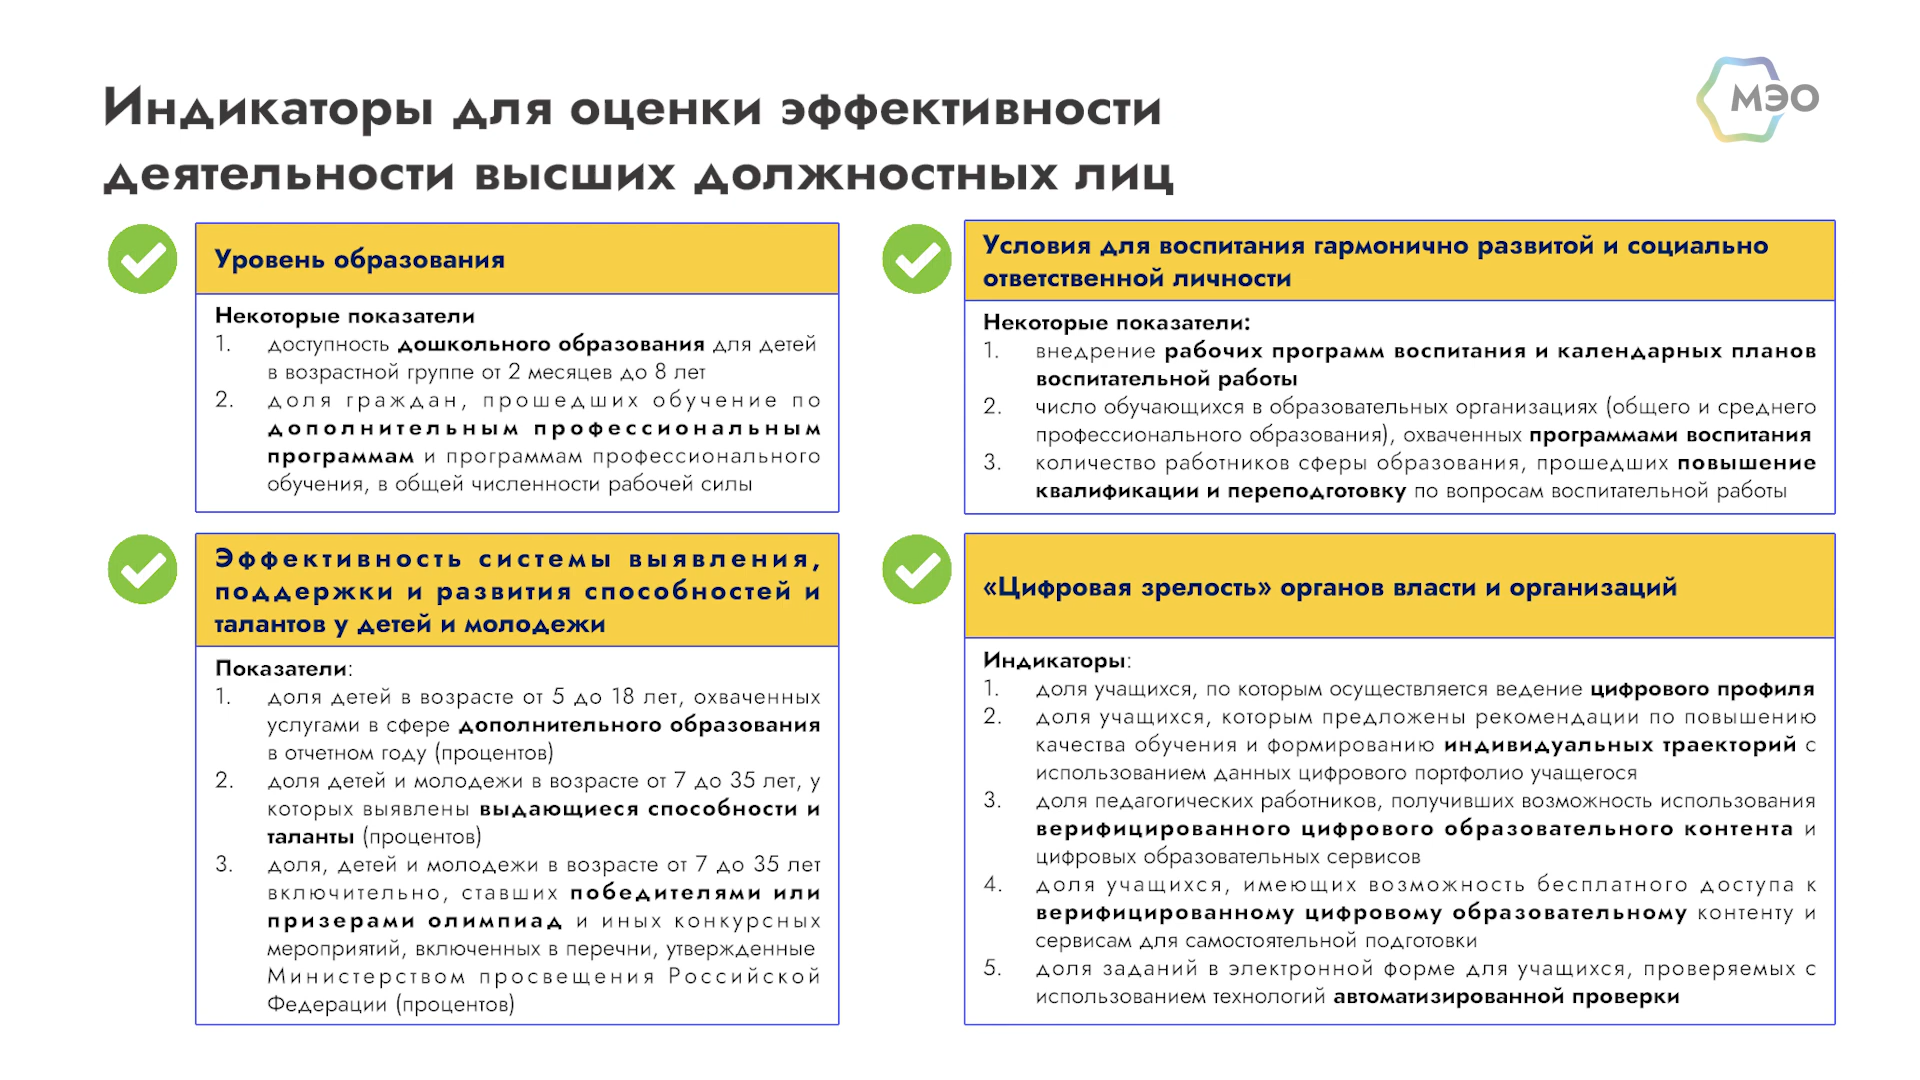 Индикаторы для оценки эффективности
деятельности высших должностных лиц
МЭО
Уровень образования
Некоторые показатели
1. доступность дошкольного образования для детей
в возрастной группе от 2 месяцев до 8 лет
2. доля граждан, прошедших обучение по
дополнительным профессиональным
программам и программам профессионального
обучения, в общей численности рабочей силы
Условия для воспитания гармонично развитой и социально
ответственной личности
Некоторые показатели:
1. внедрение рабочих программ воспитания и календарных планов
воспитательной работы
2. число обучающихся в образовательных организациях (общего и среднего
профессионального образования), охваченных программами воспитания
3. количество работников сферы образования, прошедших повышение
квалификации и переподготовку по вопросам воспитательной работы
Эффективность системы выявления,
поддержки и развития способностей и
талантов у детей и молодежи
Показатели:
1. доля детей в возрасте от 5 до 18 лет, охваченных
услугами в сфере дополнительного образования
в отчетном году (процентов)
2. доля детей и молодежи в возрасте от 7 до 35 лет, у
которых выявлены выдающиеся способности и
таланты (процентов)
3. доля, детей и молодежи в возрасте от 7 до 35 лет
включительно, ставших победителями или
призерами олимпиад и иных конкурсных
мероприятий, включенных в перечни, утвержденные
Министерством просвещения Российской
Федерации (процентов)
«Цифровая зрелость» органов власти и организаций
Индикаторы:
1. доля учащихся, по которым осуществляется ведение цифрового профиля
2. доля учащихся, которым предложены рекомендации по повышению
качества обучения и формированию индивидуальных траекторий с
использованием данных цифрового портфолио учащегося
3. доля педагогических работников, получивших возможность использования
верифицированного цифрового образовательного контента и
цифровых образовательных сервисов
4. доля учащихся, имеющих возможность бесплатного доступа к
верифицированному цифровому образовательному контенту и
сервисам для самостоятельной подготовки
5. доля заданий в электронной форме для учащихся, проверяемых с
использованием технологий автоматизированной проверки